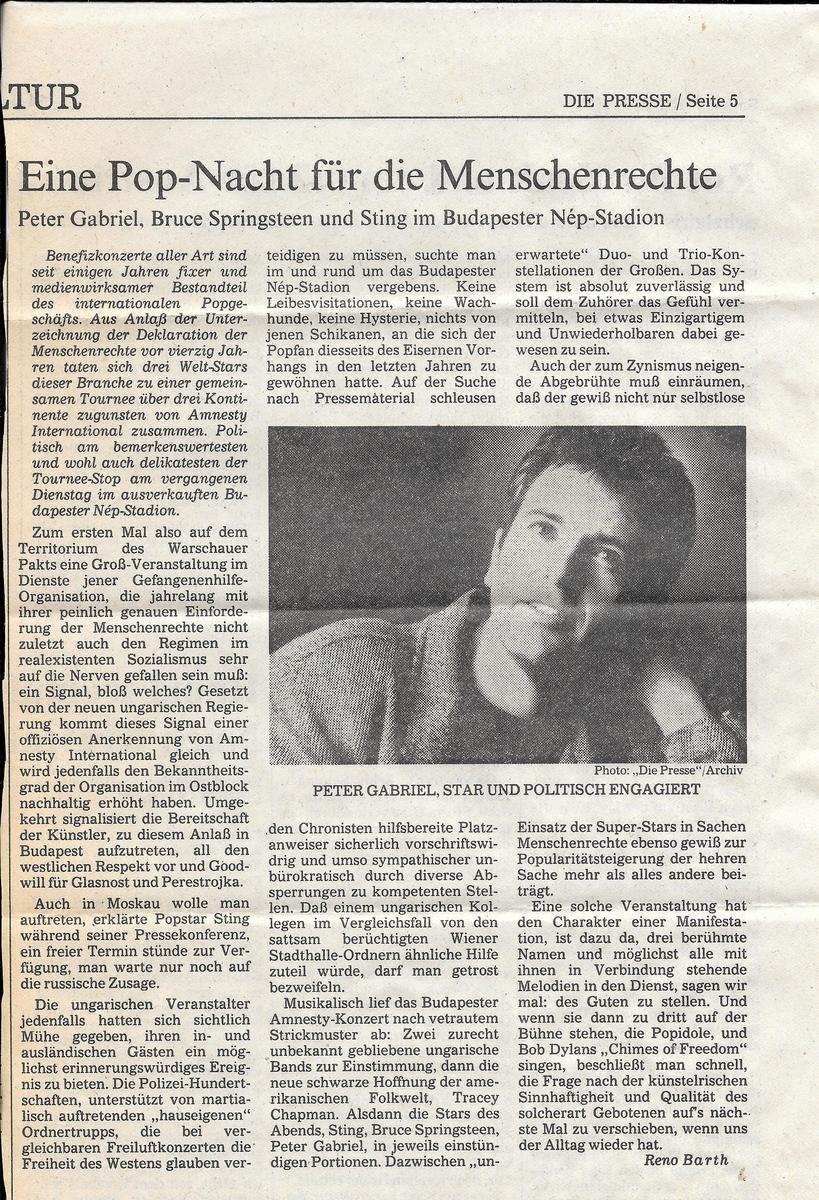 LTUR
DIE PRESSE / Seite 5
Eine Pop-Nacht für die Menschenrechte
Peter Gabriel, Bruce Springsteen und Sting im Budapester Nép-Stadion
Benefizkonzerte aller Art sind
seit einigen Jahren fixer und
medienwirksamer Bestandteil
des internationalen Popge-
schäfts. Aus Anlaß der Unter-
zeichnung der Deklaration der
Menschenrechte vor vierzig Jah-
ren taten sich drei Welt-Stars
dieser Branche zu einer gemein-
samen Tournee über drei Konti-
nente zugunsten von Amnesty
International zusammen. Poli-
tisch am bemerkenswertesten
und wohl auch delikatesten der
Tournee-Stop am vergangenen
Dienstag im ausverkauften Bu-
dapester Nép-Stadion.
Zum ersten Mal also auf dem
Territorium des Warschauer
Pakts eine Groß-Veranstaltung im
Dienste jener Gefangenenhilfe-
Organisation, die jahrelang mit
ihrer peinlich genauen Einforde-
rung der Menschenrechte nicht
zuletzt auch den Regimen im
realexistenten Sozialismus sehr
auf die Nerven gefallen sein muß:
ein Signal, bloß welches? Gesetzt
von der neuen ungarischen Regie-
rung kommt dieses Signal einer
offiziösen Anerkennung von Am-
nesty International gleich und
wird jedenfalls den Bekanntheits-
grad der Organisation im Ostblock
nachhaltig erhöht haben. Umge-
kehrt signalisiert die Bereitschaft
der Künstler, zu diesem Anlaß in
Budapest aufzutreten, all den
westlichen Respekt vor und Good-
will für Glasnost und Perestrojka.
Auch in Moskau wolle man
auftreten, erklärte Popstar Sting
während seiner Pressekonferenz,
ein freier Termin stünde zur Ver-
fügung, man warte nur noch auf
die russische Zusage.
Die ungarischen Veranstalter
jedenfalls hatten sich sichtlich
Mühe gegeben, ihren in- und
ausländischen Gästen ein mög-
lichst erinnerungswürdiges Ereig-
nis zu bieten. Die Polizei-Hundert-
schaften, unterstützt von martia-
lisch auftretenden „hauseigenen“
Ordnertrupps, die bei ver-
gleichbaren Freiluftkonzerten die
Freiheit des Westens glauben ver-
teidigen zu müssen, suchte man
im und rund um das Budapester
Nép-Stadion vergebens. Keine
Leibesvisitationen, keine Wach-
hunde, keine Hysterie, nichts von
jenen Schikanen, an die sich der
Popfan diesseits des Eisernen Vor-
hangs in den letzten Jahren zu
gewöhnen hatte. Auf der Suche
nach Pressematerial schleusen
den Chronisten hilfsbereite Platz-
anweiser sicherlich vorschriftswi-
drig und umso sympathischer un-
bürokratisch durch diverse Ab-
sperrungen zu kompetenten Stel-
len. Daß einem ungarischen Kol-
legen im Vergleichsfall von den
sattsam berüchtigten Wiener
Stadthalle-Ordnern ähnliche Hilfe
zuteil würde, darf man getrost
bezweifeln.
Musikalisch lief das Budapester
Amnesty-Konzert nach vetrautem
Strickmuster ab: Zwei zurecht
unbekannt gebliebene ungarische
Bands zur Einstimmung, dann die
neue schwarze Hoffnung der ame-
rikanischen Folkwelt, Tracey
Chapman. Alsdann die Stars des
Abends, Sting, Bruce Springsteen,
Peter Gabriel, in jeweils einstün-
digen Portionen. Dazwischen „un-
erwartete“ Duo- und Trio-Kon-
stellationen der Großen. Das Sy-
stem ist absolut zuverlässig und
soll dem Zuhörer das Gefühl ver-
mitteln, bei etwas Einzigartigem
und Unwiederholbaren dabei ge-
wesen zu sein.
Auch der zum Zynismus neigen-
de Abgebrühte muß einräumen,
daß der gewiß nicht nur selbstlose
Photo: „Die Presse“/Archiv
PETER GABRIEL, STAR UND POLITISCH ENGAGIERT
Einsatz der Super-Stars in Sachen
Menschenrechte ebenso gewiß zur
Popularitätsteigerung der hehren
Sache mehr als alles andere bei-
trägt.
Eine solche Veranstaltung hat
den Charakter einer Manifesta-
tion, ist dazu da, drei berühmte
Namen und möglichst alle mit
ihnen in Verbindung stehende
Melodien in den Dienst, sagen wir
mal: des Guten zu stellen. Und
wenn sie dann zu dritt auf der
Bühne stehen, die Popidole, und
Bob Dylans „Chimes of Freedom“
singen, beschließt man schnell,
die Frage nach der künstelrischen
Sinnhaftigkeit und Qualität des
solcherart Gebotenen auf's näch-
ste Mal zu verschieben, wenn uns
der Alltag wieder hat.
Reno Barth